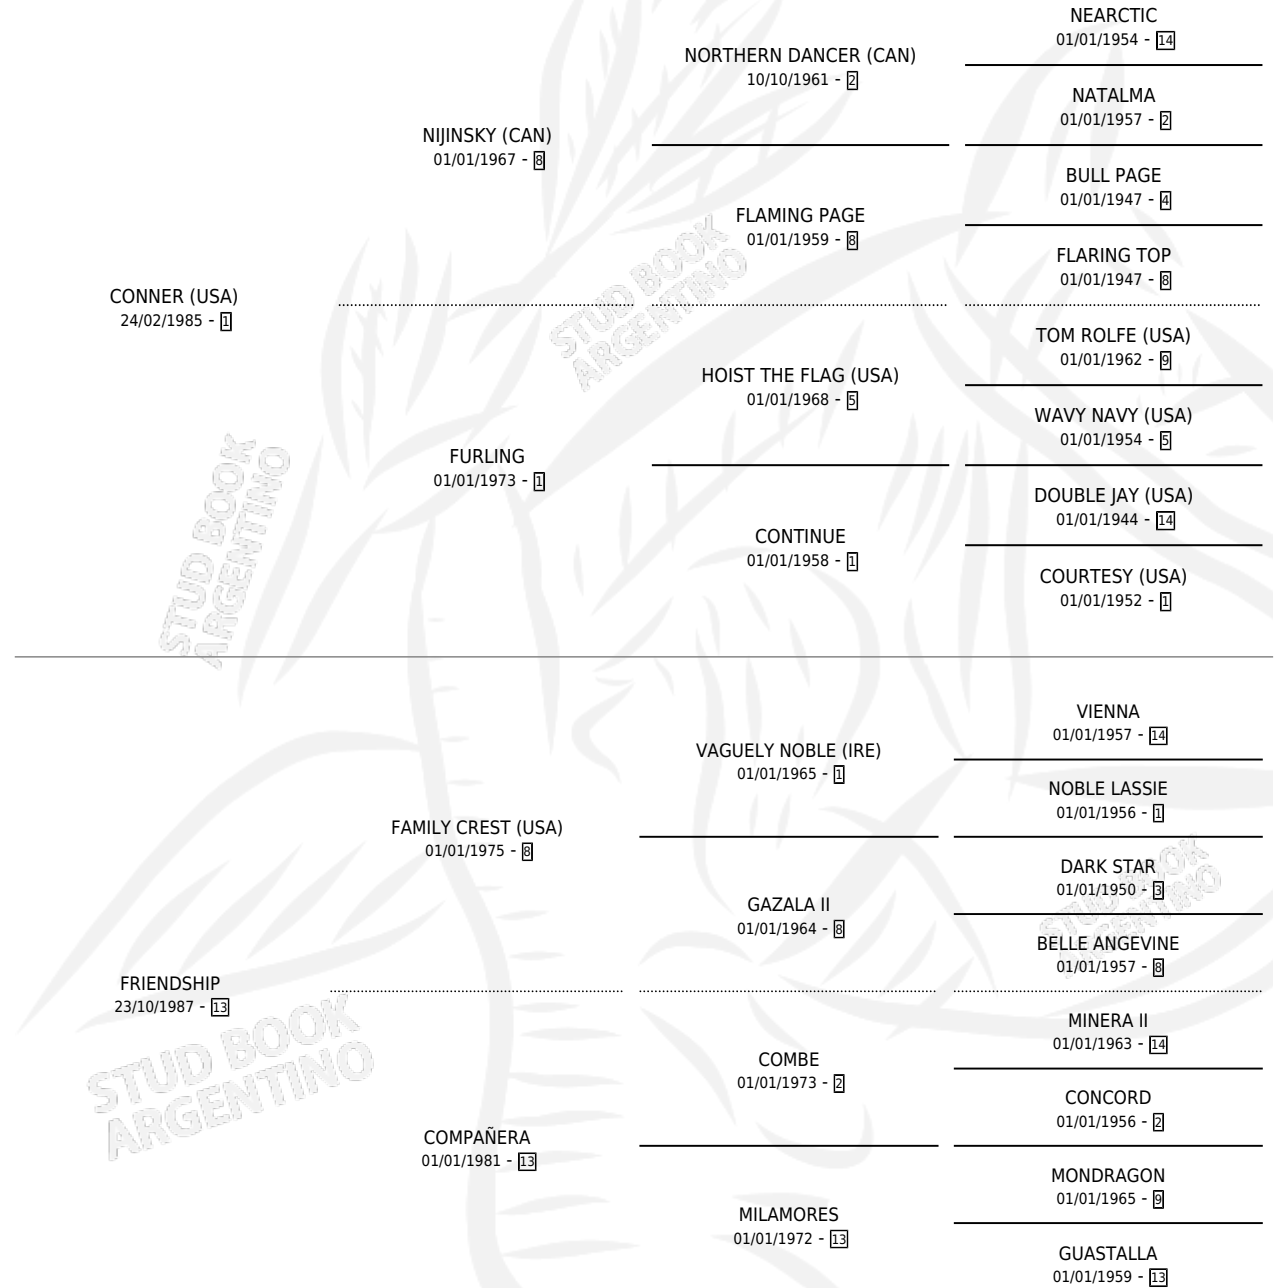 NEARCTIC
01/01/1954 - 14
NORTHERN DANCER (CAN)
10/10/1961 - 2
NATALMA
01/01/1957 - 2
NIJINSKY (CAN)
01/01/1967 - 8
BULL PAGE
01/01/1947 - 4
FLAMING PAGE
01/01/1959 - 8
FLARING TOP
01/01/1947 - 8
CONNER (USA)
24/02/1985 - 1
TOM ROLFE (USA)
01/01/1962 - 9
HOIST THE FLAG (USA)
01/01/1968 - 5
WAVY NAVY (USA)
01/01/1954 - 5
FURLING
01/01/1973 - 1
DOUBLE JAY (USA)
01/01/1944 - 14
CONTINUE
01/01/1958 - 1
COURTESY (USA)
01/01/1952 - 1
VIENNA
01/01/1957 - 14
VAGUELY NOBLE (IRE)
01/01/1965 - 1
NOBLE LASSIE
01/01/1956 - 1
FAMILY CREST (USA)
01/01/1975 - 8
DARK STAR
01/01/1950 - 3
GAZALA II
01/01/1964 - 8
BELLE ANGEVINE
01/01/1957 - 8
FRIENDSHIP
23/10/1987 - 13
MINERA II
01/01/1963 - 14
COMBE
01/01/1973 - 2
CONCORD
01/01/1956 - 2
COMPAÑERA
01/01/1981 - 13
MONDRAGON
01/01/1965 - 9
MILAMORES
01/01/1972 - 13
GUASTALLA
01/01/1959 - 13
STUD BOOK
ARGENTINO
STUD BOOK
ARGENTINO
STUD BOOK
ARGENTINO
STUD BOOK
ARGENTINO